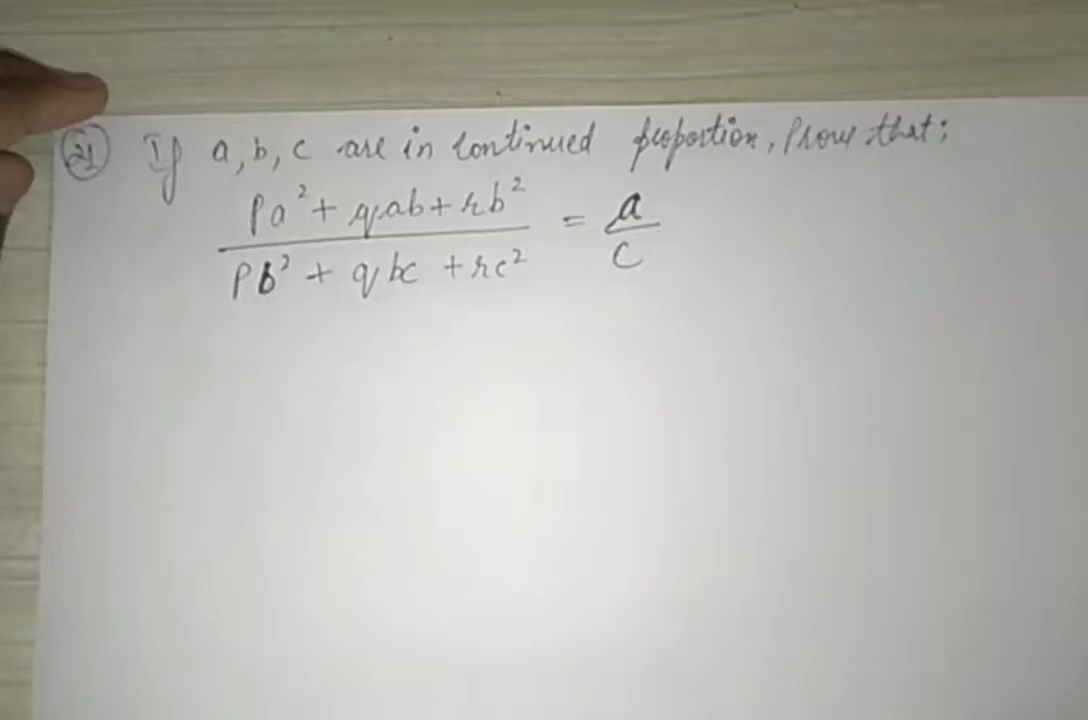 21 If a, b, c are in continued proportion, Prove that:
Pa² + qab + rb² / Pb² + qbc + rc² = a / c